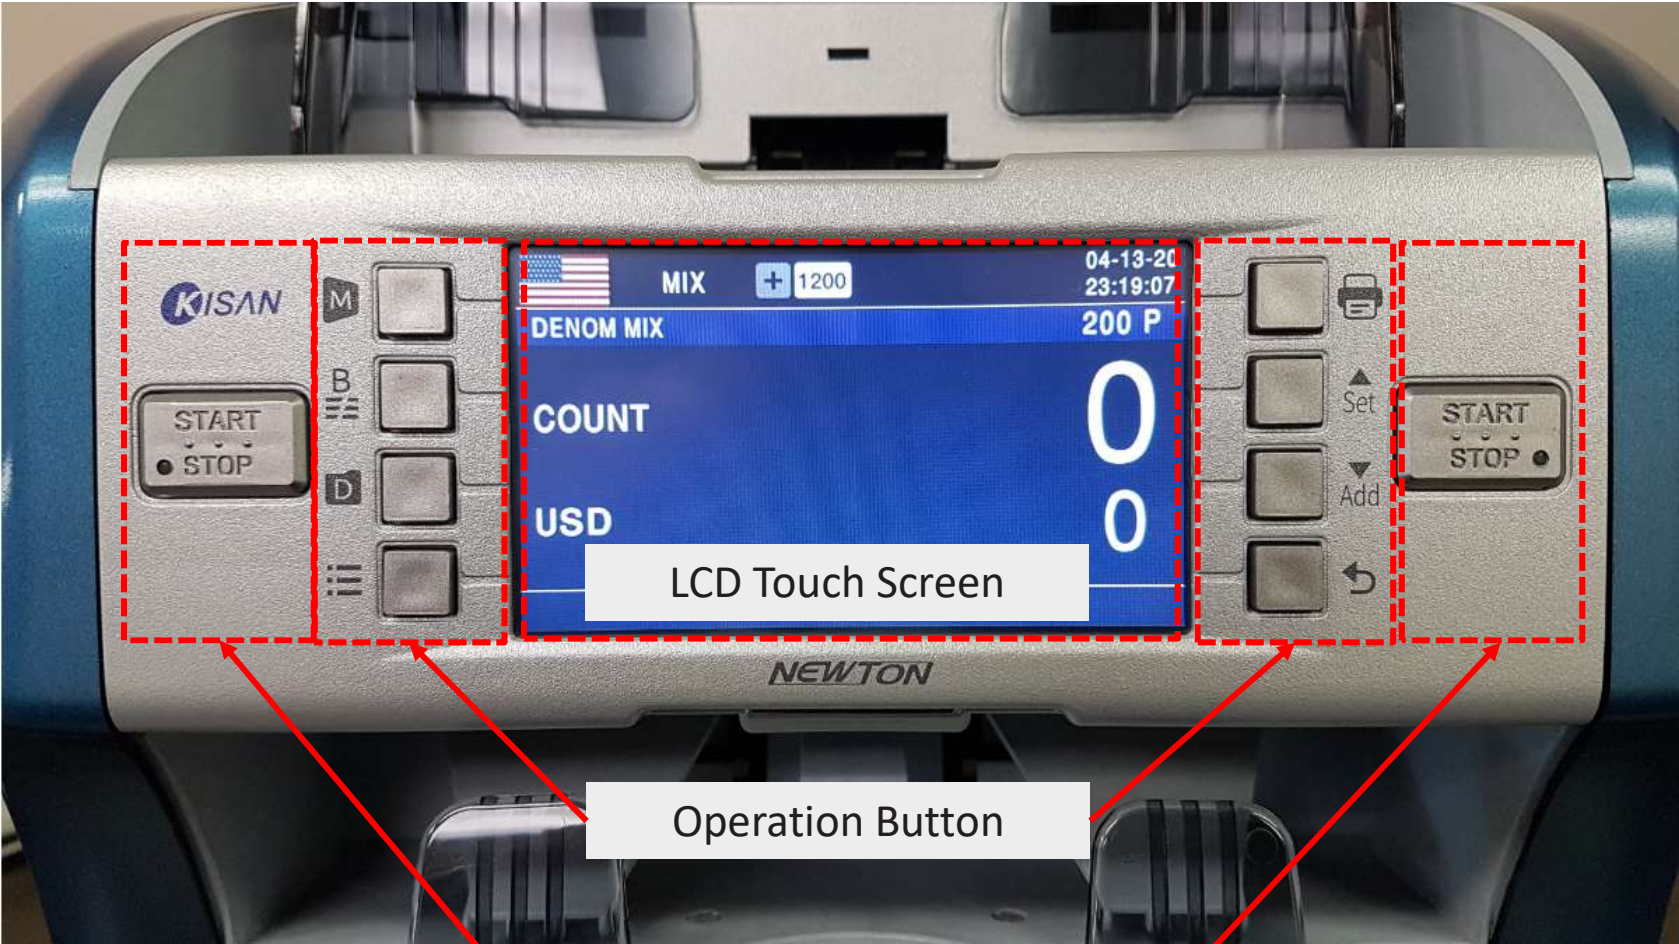 KISAN
START
STOP
M
B
D
MIX + 1200
04-13-20
23:19:07
DENOM MIX 200 P
COUNT 0
USD 0
LCD Touch Screen
Set
Add
START
STOP
NEWTON
Operation Button